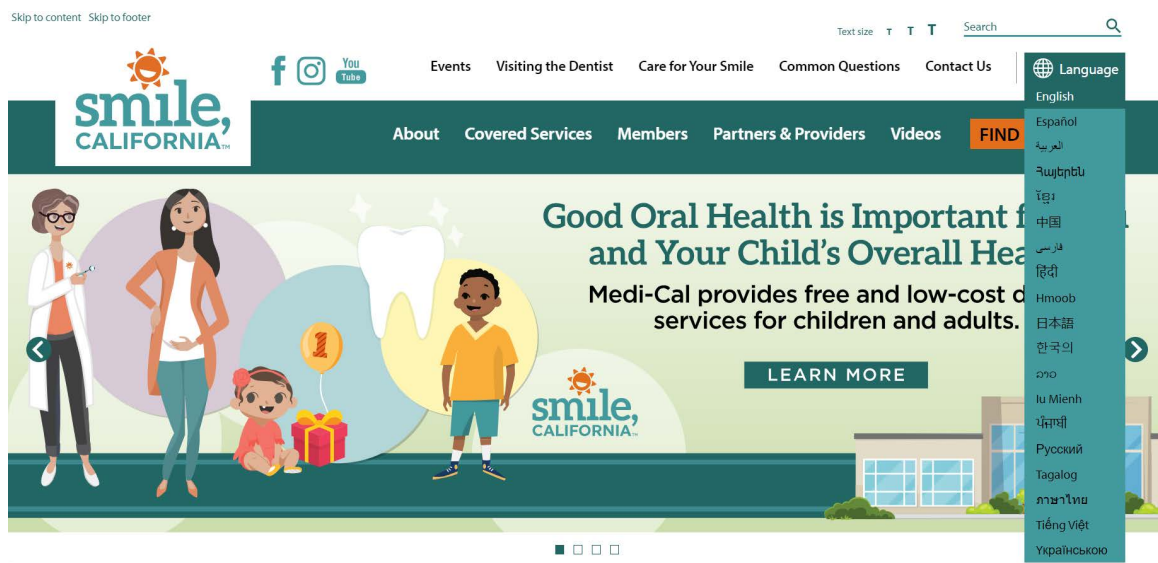 Skip to content Skip to footer
Text size T T T Search
You
Tube
Events Visiting the Dentist Care for Your Smile Common Questions Contact Us
Language
smile,
CALIFORNIA™
About Covered Services Members Partners & Providers Videos FIND
English
Español
العربية
Հայերեն
ខ្មែរ
中国
فارسی
हिंदी
Hmoob
日本語
한국의
ລາວ
Iu Mienh
ਪੰਜਾਬੀ
Русский
Tagalog
ภาษาไทย
Tiếng Việt
Українською
Good Oral Health is Important
and Your Child's Overall
Medi-Cal provides free and low-cost
services for children and adults.
LEARN MORE
1
smile,
CALIFORNIA™